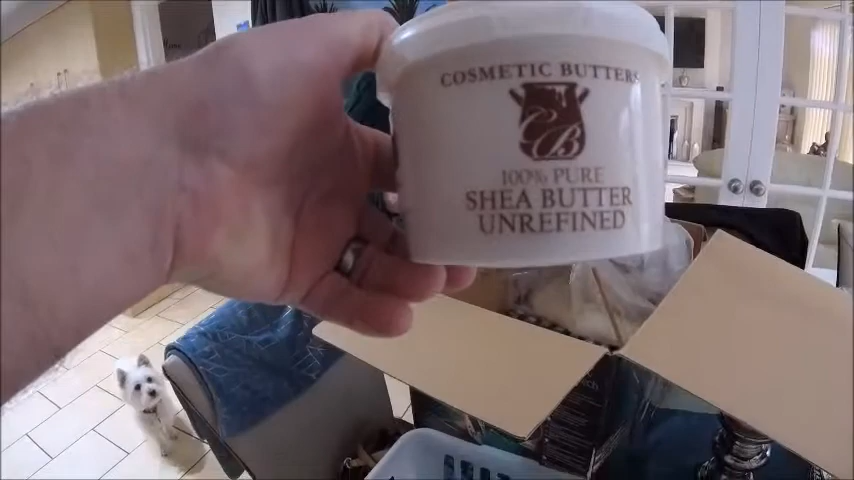 COSMETIC BUTTERS
CB
100% PURE
SHEA BUTTER
UNREFINED